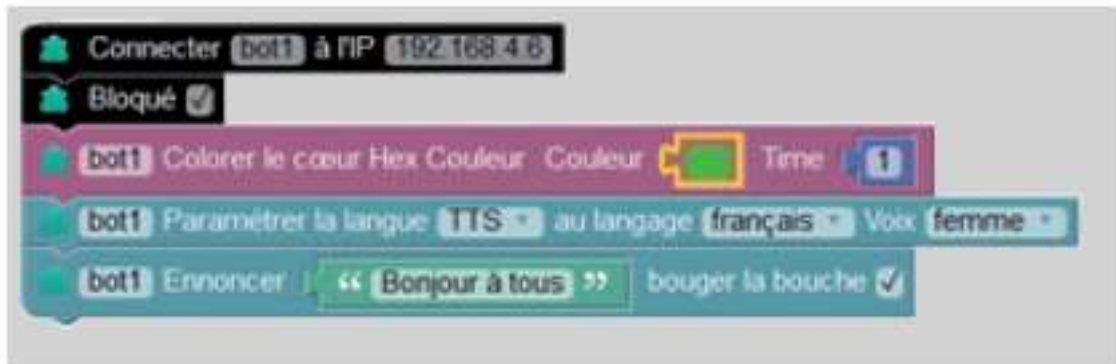 Connecter bot1 à l'IP 192.168.4.6
Bloqué
bot1 Colorer le cœur Hex Couleur Couleur Time 1
bot1 Paramétrer la langue TTS au langage français Voix femme
bot1 Ennoncer “ Bonjour à tous ” bouger la bouche